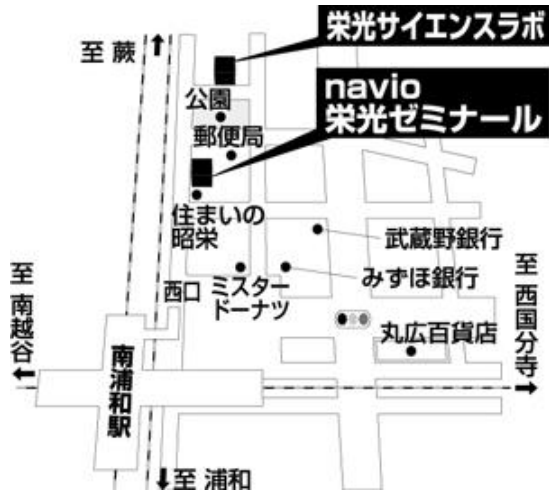 至 蕨
栄光サイエンスラボ
navio
栄光ゼミナール
公園
郵便局
住まいの
昭栄
武蔵野銀行
みずほ銀行
ミスター
ドーナツ
西口
至 南越谷
至 西国分寺
丸広百貨店
南浦和駅
至 浦和